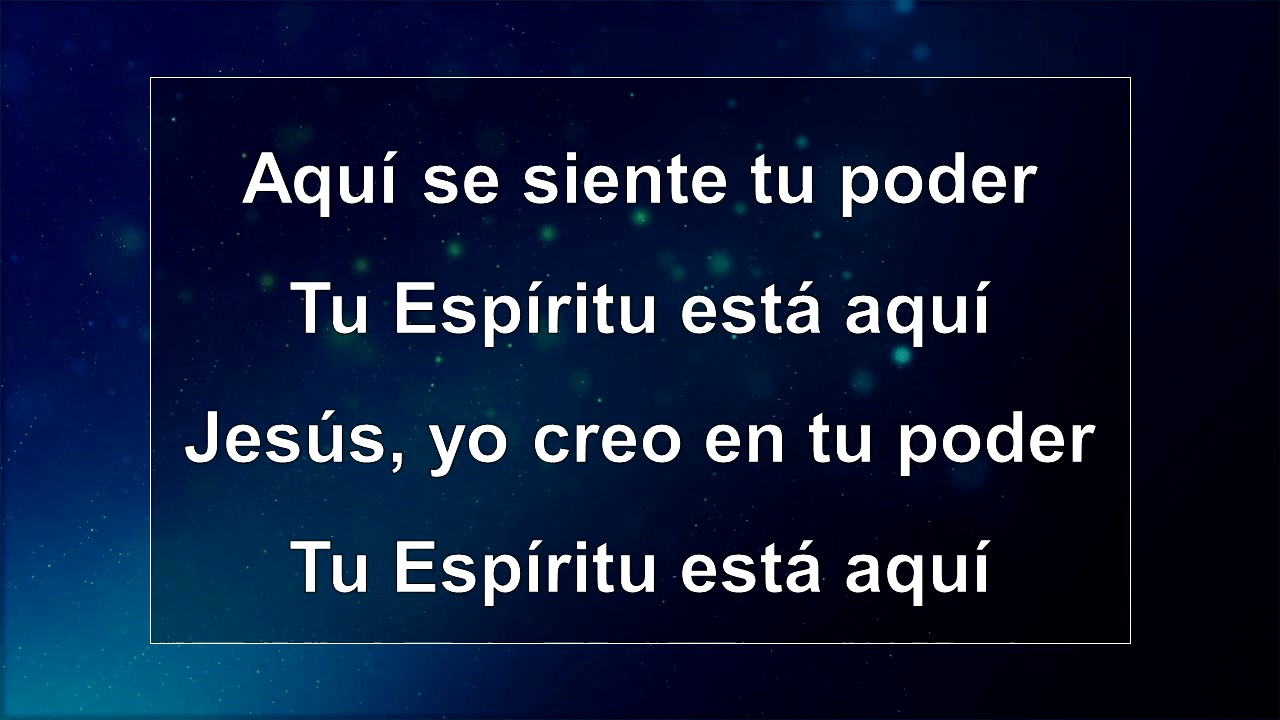 Aquí se siente tu poder
Tu Espíritu está aquí
Jesús, yo creo en tu poder
Tu Espíritu está aquí